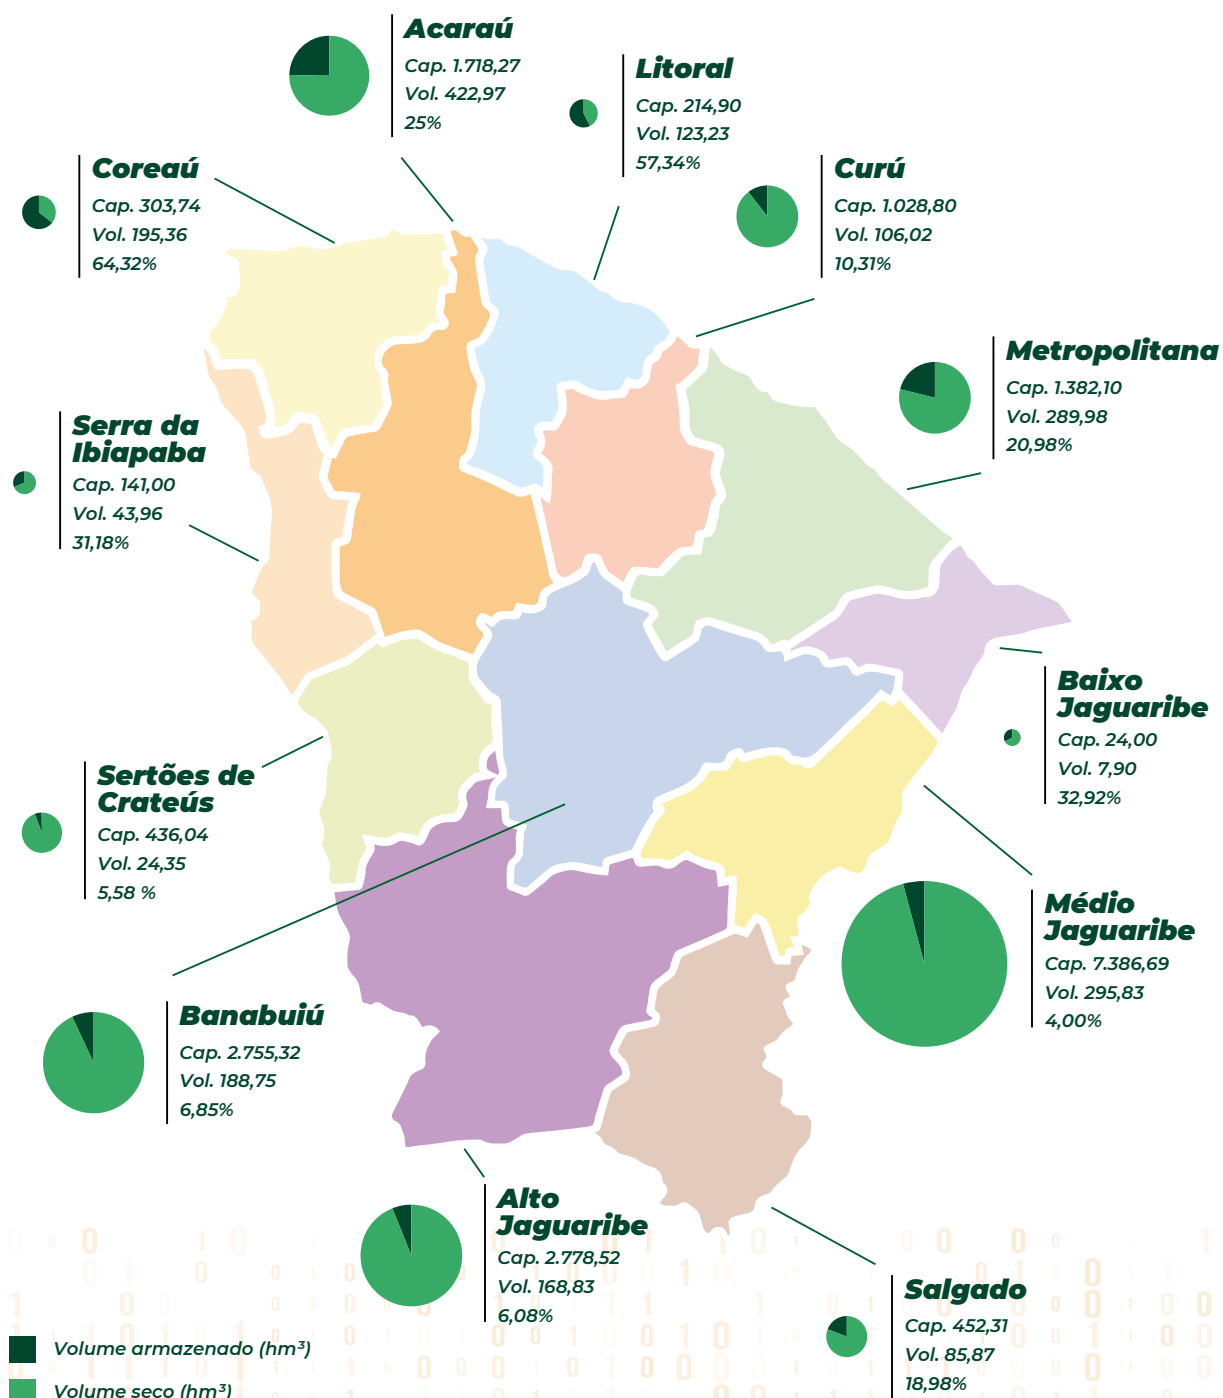 Acaraú
Cap. 1.718,27
Vol. 422,97
25%
Litoral
Cap. 214,90
Vol. 123,23
57,34%
Coreaú
Cap. 303,74
Vol. 195,36
64,32%
Curú
Cap. 1.028,80
Vol. 106,02
10,31%
Metropolitana
Cap. 1.382,10
Vol. 289,98
20,98%
Serra da
Ibiapaba
Cap. 141,00
Vol. 43,96
31,18%
Baixo
Jaguaribe
Cap. 24,00
Vol. 7,90
32,92%
Sertões de
Crateús
Cap. 436,04
Vol. 24,35
5,58 %
Médio
Jaguaribe
Cap. 7.386,69
Vol. 295,83
4,00%
Banabuiú
Cap. 2.755,32
Vol. 188,75
6,85%
Alto
Jaguaribe
Cap. 2.778,52
Vol. 168,83
6,08%
Salgado
Cap. 452,31
Vol. 85,87
18,98%
Volume armazenado (hm³)
Volume seco (hm³)